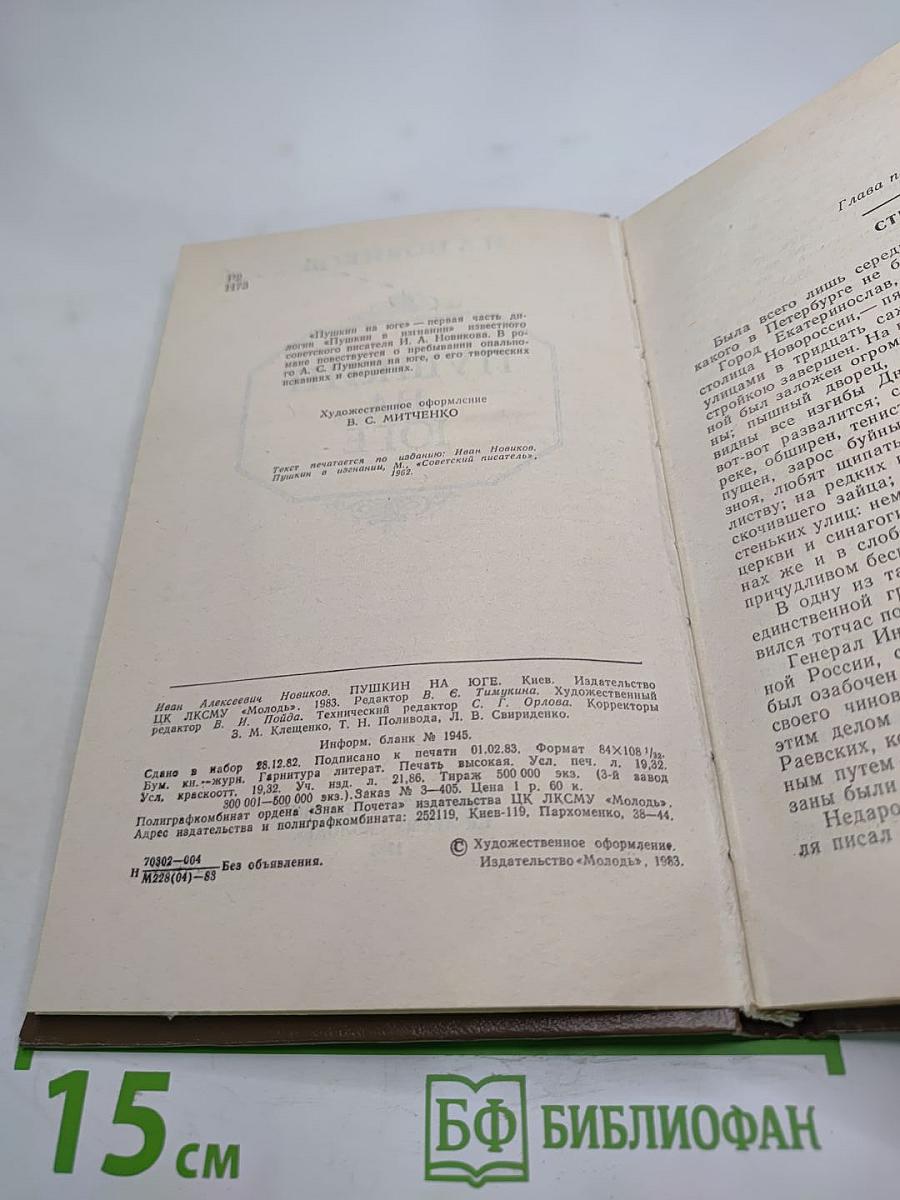 Р2
Н73
«Пушкин на юге» — первая часть ди-
логии «Пушкин в изгнании» известного
советского писателя И. А. Новикова. В ро-
мане повествуется о пребывании опально-
го А. С. Пушкина на юге, о его творческих
исканиях и свершениях.
Художественное оформление
В. С. МИТЧЕНКО
Текст печатается по изданию: Иван Новиков.
Пушкин в изгнании, М., «Советский писатель»,
1962.
Иван Алексеевич Новиков. ПУШКИН НА ЮГЕ. Киев. Издательство
ЦК ЛКСМУ «Молодь». 1983. Редактор В. Є. Тимукина. Художественный
редактор В. И. Пойда. Технический редактор С. Г. Орлова. Корректоры
З. М. Клещенко, Т. Н. Поливода, Л. В. Свириденко.
Информ. бланк № 1945.
Сдано в набор 28.12.82. Подписано к печати 01.02.83. Формат 84×108 1/32.
Бум. кн.-журн. Гарнитура литерат. Печать высокая. Усл. печ. л. 19,32.
Усл. краскоотт. 19,32. Уч. изд. л. 21,86. Тираж 500 000 экз. (3-й завод
300 001—500 000 экз.). Заказ № 3—405. Цена 1 р. 60 к.
Полиграфкомбинат ордена «Знак Почета» издательства ЦК ЛКСМУ «Молодь».
Адрес издательства и полиграфкомбината: 252119, Киев-119, Пархоменко, 38—44.
Н 70302—004
М228(04)—83 Без объявления.
© Художественное оформление.
Издательство «Молодь», 1983.
Глава п
СТ
Была всего лишь серед
какого в Петербурге не б
Город Екатеринослав,
столица Новороссии,— пя
улицами в тридцать саж
стройкою завершен. На
ной был заложен огром
ны; пышный дворец,
видны все изгибы Дн
вот-вот развалится; с
реке, обширен, тенист
пущен, зарос буйны
зноя, любят щипать
листву; на редких
скочившего зайца;
стеньких улиц: нем
церкви и синагоги
нах же и в слоб
причудливом бес
В одну из та
единственной г
вился тотчас по
Генерал Ин
ной России, с
был озабочен
своего чинов
этим делом
Раевских, ко
ным путем
заны были
Недаро
ля писал
15 см
БФ БИБЛИОФАН